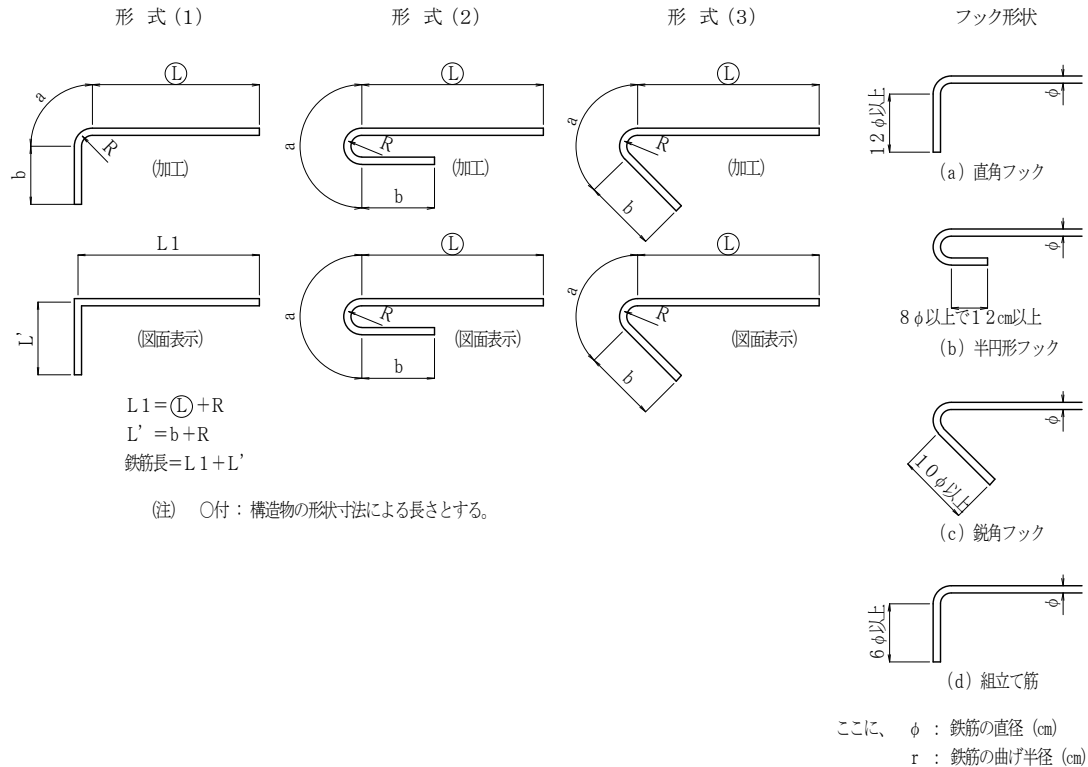 形 式 (1)
形 式 (2)
形 式 (3)
フック形状
Ⓛ
a
R
b
(加工)
Ⓛ
a
R
b
(加工)
Ⓛ
a
R
b
(加工)
12φ以上
φ
(a) 直角フック
L1
L'
(図面表示)
Ⓛ
a
R
b
(図面表示)
Ⓛ
a
R
b
(図面表示)
φ
8φ以上で12cm以上
(b) 半円形フック
L1=Ⓛ+R
L'=b+R
鉄筋長=L1+L'
(注) ○付:構造物の形状寸法による長さとする。
φ
10φ以上
(c) 鋭角フック
6φ以上
φ
(d) 組立て筋
ここに、 φ : 鉄筋の直径 (cm)
r : 鉄筋の曲げ半径 (cm)